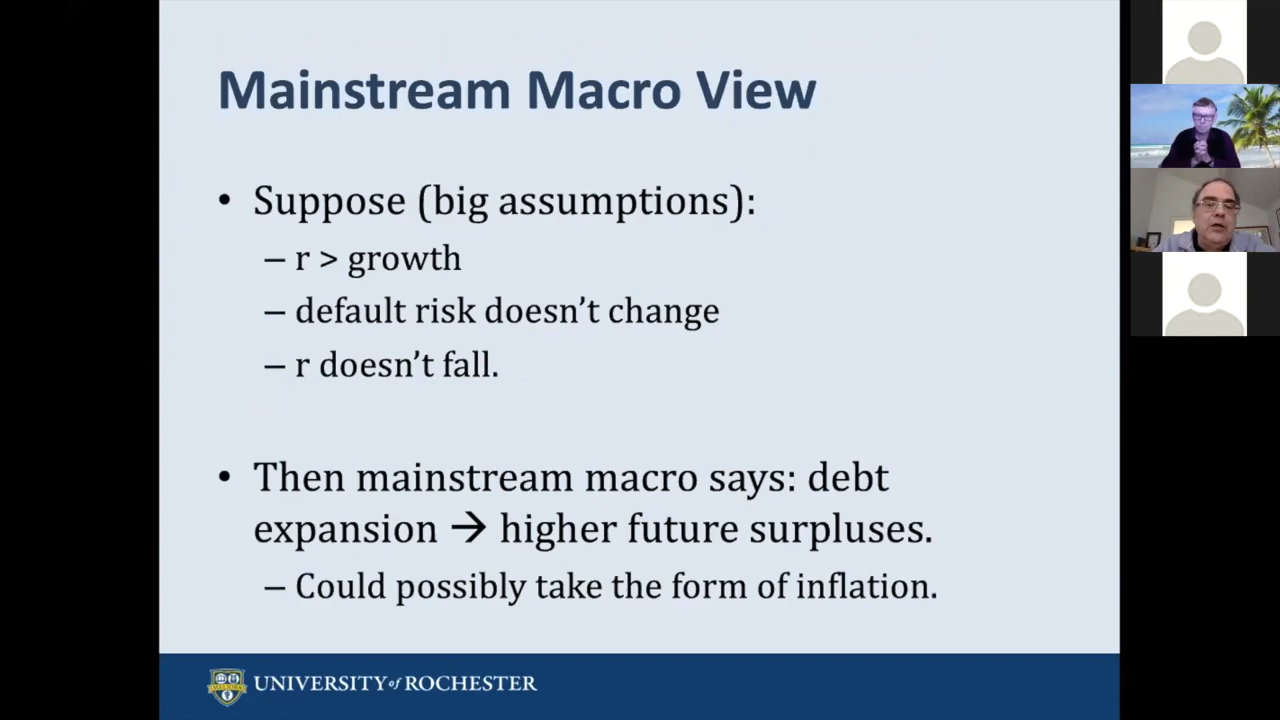 Mainstream Macro View
• Suppose (big assumptions):
– r > growth
– default risk doesn’t change
– r doesn’t fall.
• Then mainstream macro says: debt
expansion → higher future surpluses.
– Could possibly take the form of inflation.
MELIORA
UNIVERSITY of ROCHESTER